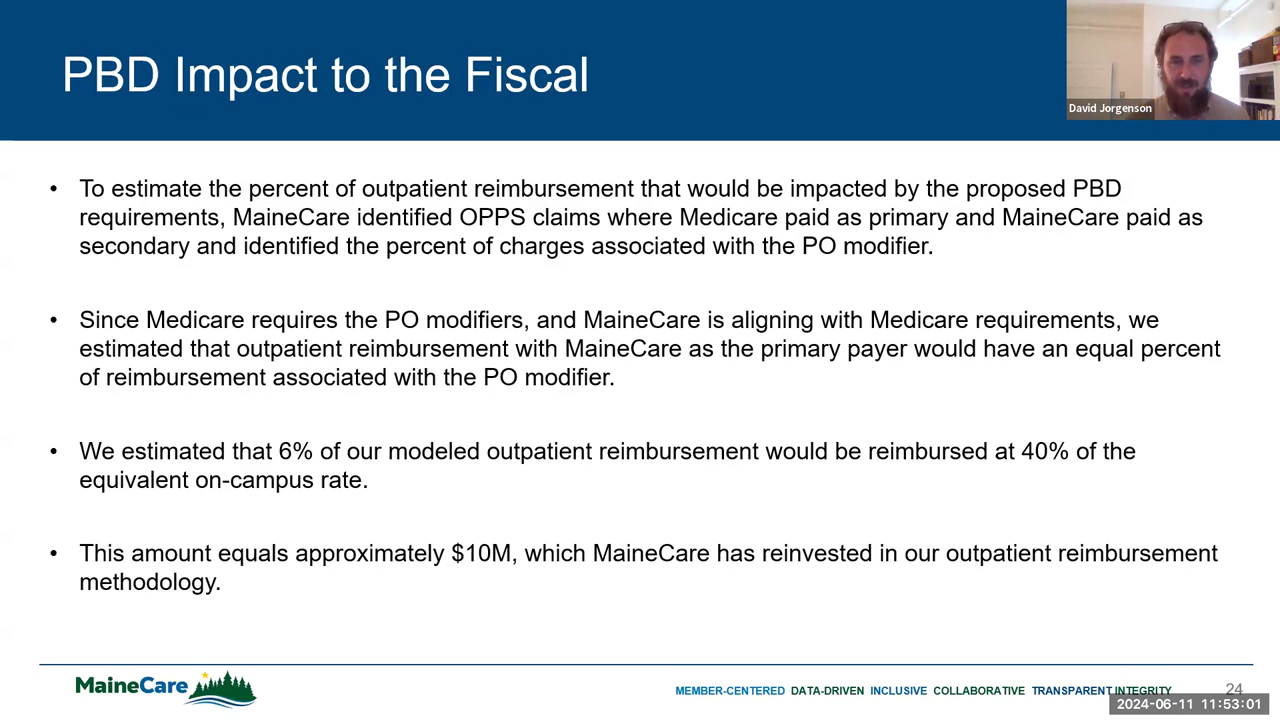 PBD Impact to the Fiscal
David Jorgenson
• To estimate the percent of outpatient reimbursement that would be impacted by the proposed PBD
requirements, MaineCare identified OPPS claims where Medicare paid as primary and MaineCare paid as
secondary and identified the percent of charges associated with the PO modifier.
• Since Medicare requires the PO modifiers, and MaineCare is aligning with Medicare requirements, we
estimated that outpatient reimbursement with MaineCare as the primary payer would have an equal percent
of reimbursement associated with the PO modifier.
• We estimated that 6% of our modeled outpatient reimbursement would be reimbursed at 40% of the
equivalent on-campus rate.
• This amount equals approximately $10M, which MaineCare has reinvested in our outpatient reimbursement
methodology.
MaineCare
MEMBER-CENTERED DATA-DRIVEN INCLUSIVE COLLABORATIVE TRANSPARENT INTEGRITY
24
2024-06-11 11:53:01